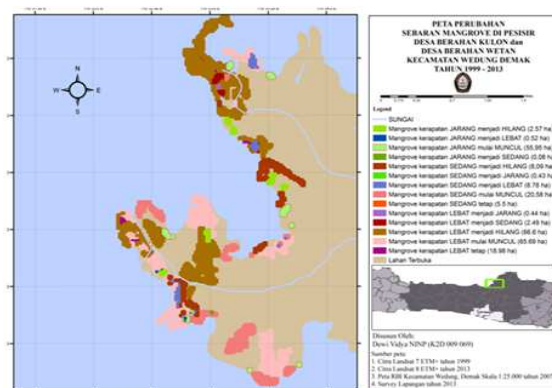 PETA PERUBAHAN
SEBARAN MANGROVE DI PESISIR
DESA BERAHAN KULON dan
DESA BERAHAN WETAN
KECAMATAN WEDUNG DEMAK
TAHUN 1999 - 2013
Legend
SUNGAI
Mangrove kerapatan JARANG menjadi HILANG (2.57 ha)
Mangrove kerapatan JARANG menjadi LEBAT (0.52 ha)
Mangrove kerapatan JARANG mulai MUNCUL (55.95 ha)
Mangrove kerapatan JARANG menjadi SEDANG (0.08 ha)
Mangrove kerapatan SEDANG menjadi HILANG (8.09 ha)
Mangrove kerapatan SEDANG menjadi JARANG (0.43 ha)
Mangrove kerapatan SEDANG menjadi LEBAT (8.76 ha)
Mangrove kerapatan SEDANG mulai MUNCUL (20.58 ha)
Mangrove kerapatan SEDANG tetap (5.5 ha)
Mangrove kerapatan LEBAT menjadi JARANG (0.44 ha)
Mangrove kerapatan LEBAT menjadi SEDANG (2.49 ha)
Mangrove kerapatan LEBAT menjadi HILANG (66.6 ha)
Mangrove kerapatan LEBAT mulai MUNCUL (65.69 ha)
Mangrove kerapatan LEBAT tetap (18.98 ha)
Lahan Terbuka
N
W E
S
Disusun Oleh:
Dewi Vidya NINP (K2D 009 069)
Sumber peta:
1. Citra Landsat 7 ETM+ tahun 1999
2. Citra Landsat 8 ETM+ tahun 2013
3. Peta RBI Kecamatan Wedung, Demak Skala 1:25 000 tahun
4. Survey Lapangan tahun 2013